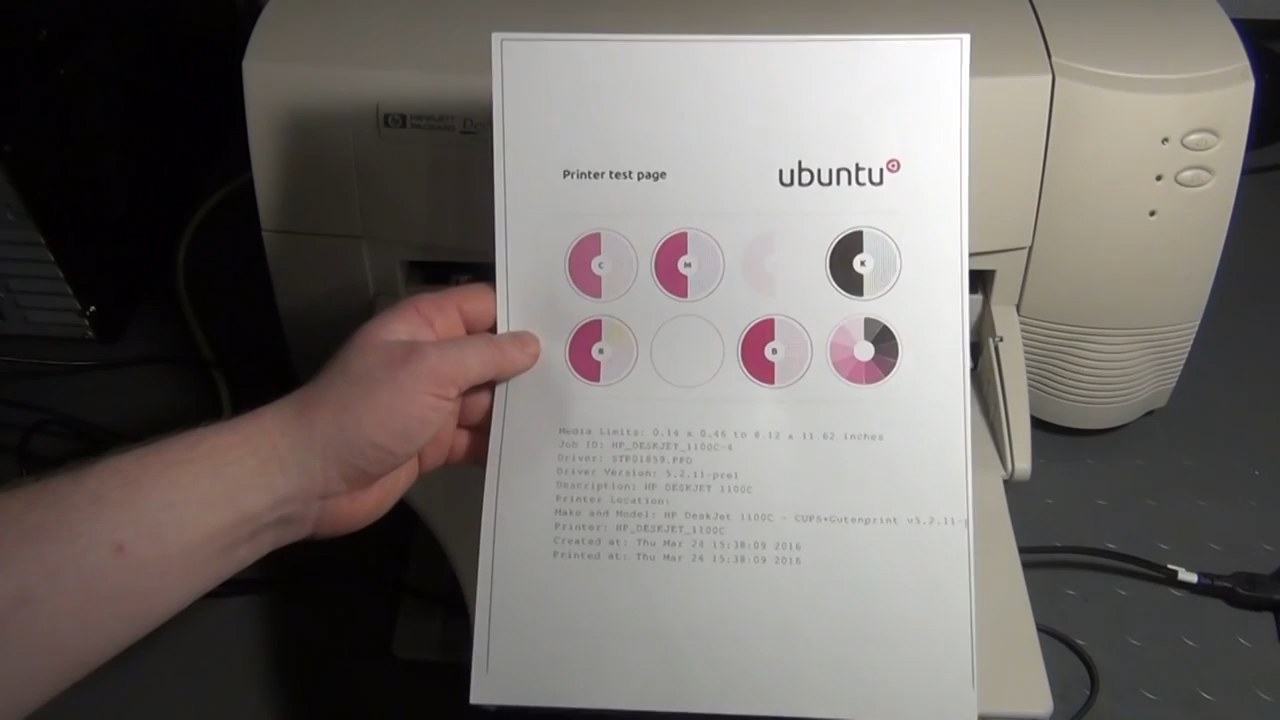 HEWLETT
PACKARD
Printer test page
ubuntu
C
M
K
R
B
Media Limits: 0.14 x 0.46 to 8.12 x 11.62 inches
Job ID: HP_DESKJET_1100C-4
Driver: STP01859.PPD
Driver Version: 5.2.11-pre1
Description: HP DESKJET 1100C
Printer Location:
Make and Model: HP DeskJet 1100C - CUPS+Gutenprint v5.2.11-p
Printer: HP_DESKJET_1100C
Created at: Thu Mar 24 15:38:09 2016
Printed at: Thu Mar 24 15:38:09 2016